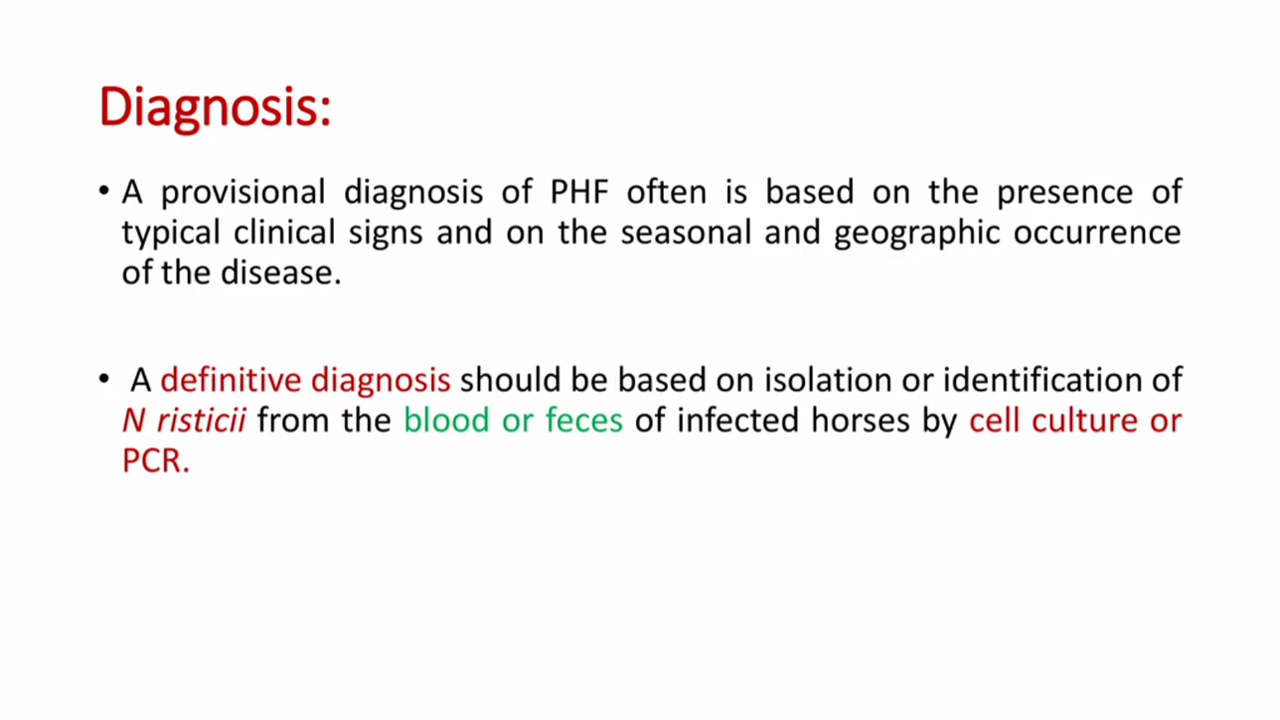 Diagnosis:
• A provisional diagnosis of PHF often is based on the presence of
typical clinical signs and on the seasonal and geographic occurrence
of the disease.
• A definitive diagnosis should be based on isolation or identification of
N risticii from the blood or feces of infected horses by cell culture or
PCR.